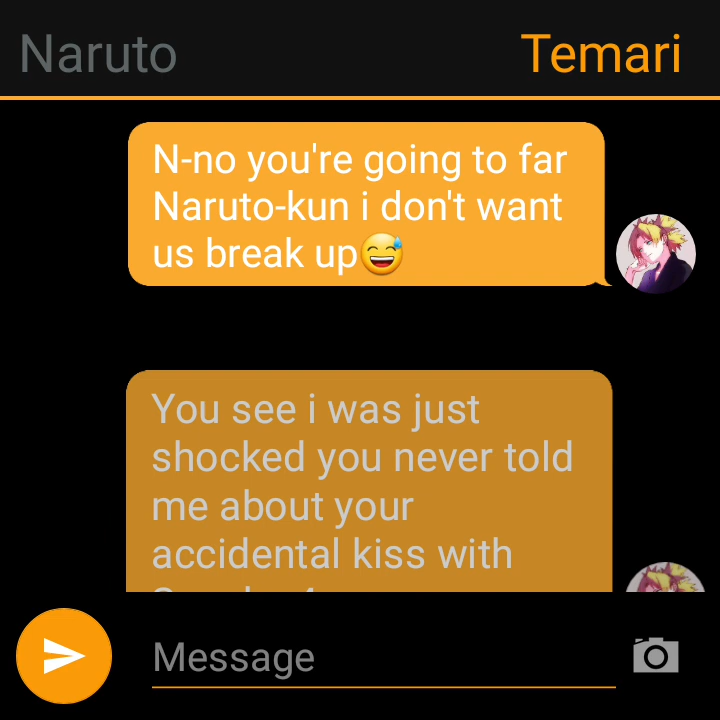 Naruto
Temari
N-no you're going to far
Naruto-kun i don't want
us break up😅
You see i was just
shocked you never told
me about your
accidental kiss with
Message